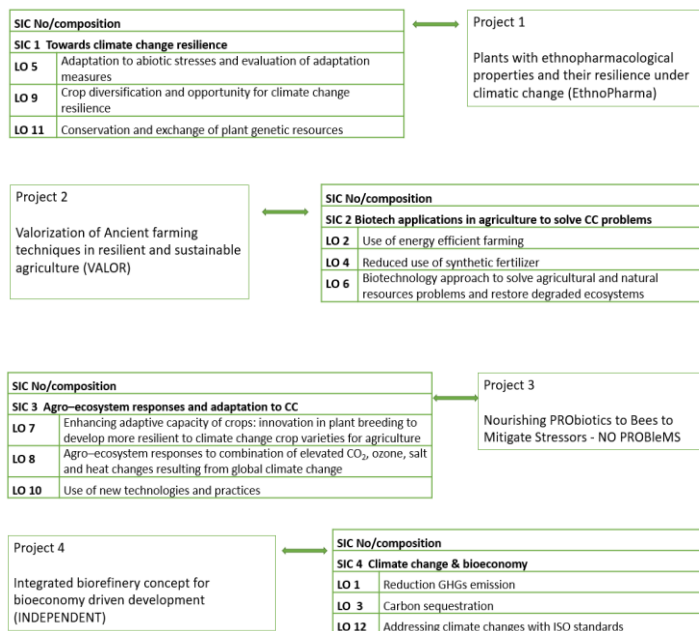 SIC No/composition
SIC 1 Towards climate change resilience
LO 5 Adaptation to abiotic stresses and evaluation of adaptation
measures
LO 9 Crop diversification and opportunity for climate change
resilience
LO 11 Conservation and exchange of plant genetic resources
Project 1
Plants with ethnopharmacological
properties and their resilience under
climatic change (EthnoPharma)
Project 2
Valorization of Ancient farming
techniques in resilient and sustainable
agriculture (VALOR)
SIC No/composition
SIC 2 Biotech applications in agriculture to solve CC problems
LO 2 Use of energy efficient farming
LO 4 Reduced use of synthetic fertilizer
LO 6 Biotechnology approach to solve agricultural and natural
resources problems and restore degraded ecosystems
SIC No/composition
SIC 3 Agro–ecosystem responses and adaptation to CC
LO 7 Enhancing adaptive capacity of crops: innovation in plant breeding to
develop more resilient to climate change crop varieties for agriculture
LO 8 Agro–ecosystem responses to combination of elevated CO₂, ozone, salt
and heat changes resulting from global climate change
LO 10 Use of new technologies and practices
Project 3
Nourishing PRObiotics to Bees to
Mitigate Stressors - NO PROBleMS
Project 4
Integrated biorefinery concept for
bioeconomy driven development
(INDEPENDENT)
SIC No/composition
SIC 4 Climate change & bioeconomy
LO 1 Reduction GHGs emission
LO 3 Carbon sequestration
LO 12 Addressing climate changes with ISO standards